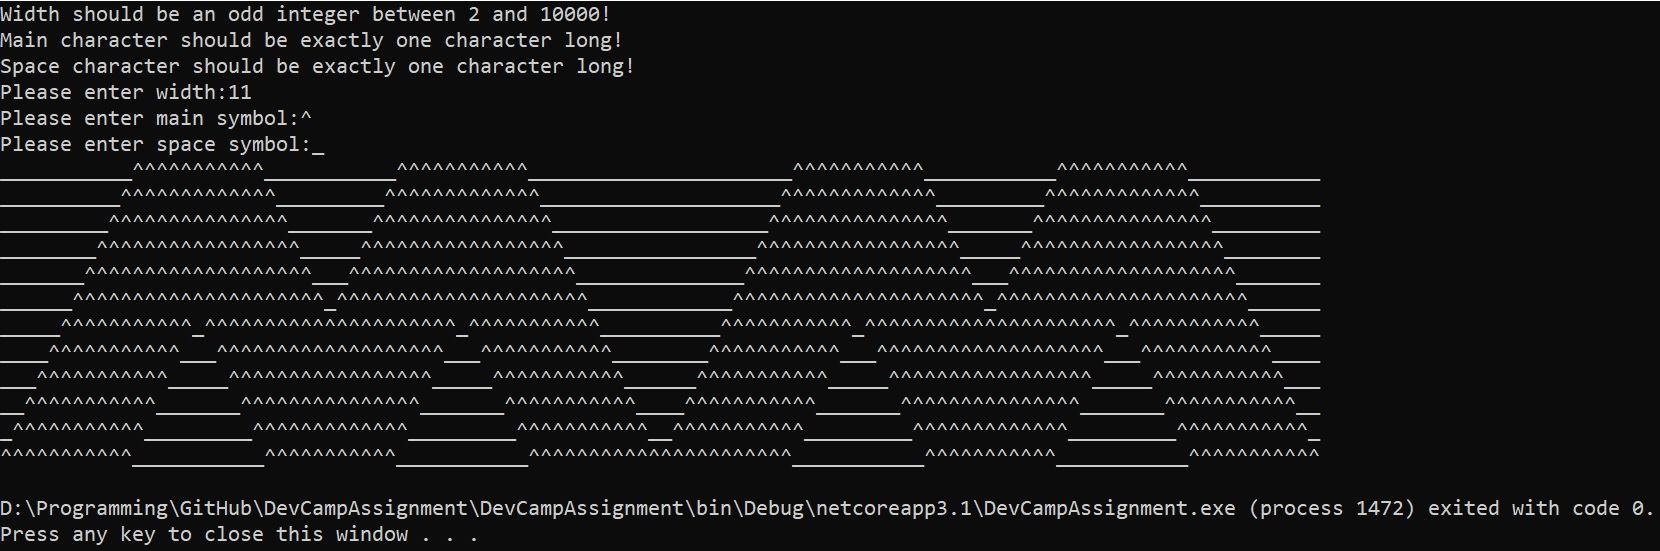 Width should be an odd integer between 2 and 10000!
Main character should be exactly one character long!
Space character should be exactly one character long!
Please enter width:11
Please enter main symbol:^
Please enter space symbol:_
___________^^^^^^^^^^^___________^^^^^^^^^^^______________________^^^^^^^^^^^___________^^^^^^^^^^^___________
__________^^^^^^^^^^^^^_________^^^^^^^^^^^^^____________________^^^^^^^^^^^^^_________^^^^^^^^^^^^^__________
_________^^^^^^^^^^^^^^^_______^^^^^^^^^^^^^^^__________________^^^^^^^^^^^^^^^_______^^^^^^^^^^^^^^^_________
________^^^^^^^^^^^^^^^^^_____^^^^^^^^^^^^^^^^^________________^^^^^^^^^^^^^^^^^_____^^^^^^^^^^^^^^^^^________
_______^^^^^^^^^^^^^^^^^^^___^^^^^^^^^^^^^^^^^^^______________^^^^^^^^^^^^^^^^^^^___^^^^^^^^^^^^^^^^^^^_______
______^^^^^^^^^^^^^^^^^^^^^_^^^^^^^^^^^^^^^^^^^^^____________^^^^^^^^^^^^^^^^^^^^^_^^^^^^^^^^^^^^^^^^^^^______
_____^^^^^^^^^^^_^^^^^^^^^^^^^^^^^^^^^_^^^^^^^^^^^__________^^^^^^^^^^^_^^^^^^^^^^^^^^^^^^^^^_^^^^^^^^^^^_____
____^^^^^^^^^^^___^^^^^^^^^^^^^^^^^^^___^^^^^^^^^^^________^^^^^^^^^^^___^^^^^^^^^^^^^^^^^^^___^^^^^^^^^^^____
___^^^^^^^^^^^_____^^^^^^^^^^^^^^^^^_____^^^^^^^^^^^______^^^^^^^^^^^_____^^^^^^^^^^^^^^^^^_____^^^^^^^^^^^___
__^^^^^^^^^^^_______^^^^^^^^^^^^^^^_______^^^^^^^^^^^____^^^^^^^^^^^_______^^^^^^^^^^^^^^^_______^^^^^^^^^^^__
_^^^^^^^^^^^_________^^^^^^^^^^^^^_________^^^^^^^^^^^__^^^^^^^^^^^_________^^^^^^^^^^^^^_________^^^^^^^^^^^_
^^^^^^^^^^^___________^^^^^^^^^^^___________^^^^^^^^^^^^^^^^^^^^^^___________^^^^^^^^^^^___________^^^^^^^^^^^
D:\Programming\GitHub\DevCampAssignment\DevCampAssignment\bin\Debug\netcoreapp3.1\DevCampAssignment.exe (process 1472) exited with code 0.
Press any key to close this window . . .